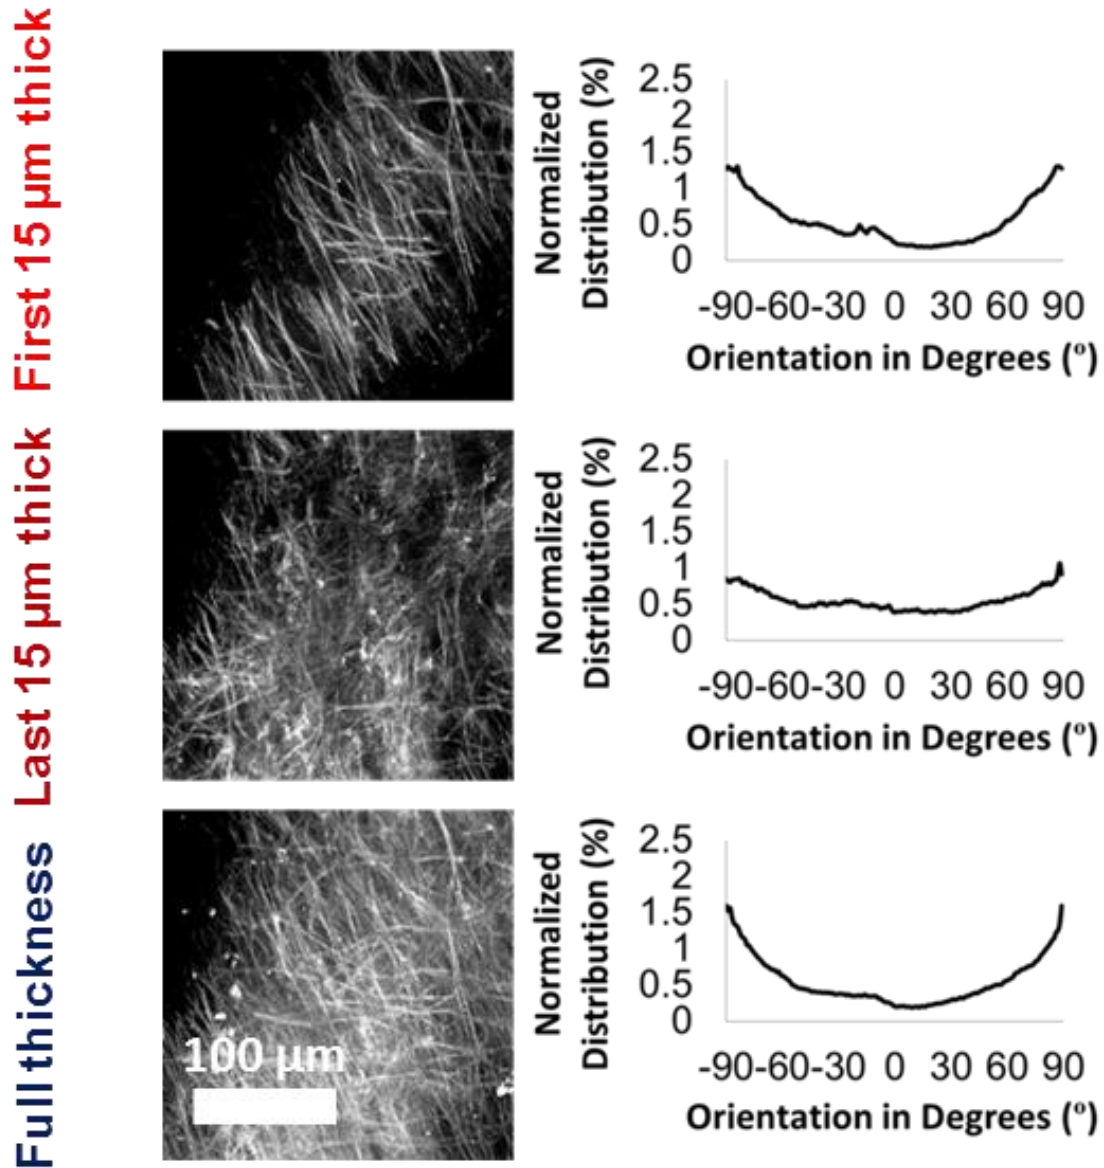 First 15 µm thick
Normalized
Distribution (%)
2.5
2
1.5
1
0.5
0
-90-60-30 0 30 60 90
Orientation in Degrees (°)
Last 15 µm thick
Normalized
Distribution (%)
2.5
2
1.5
1
0.5
0
-90-60-30 0 30 60 90
Orientation in Degrees (°)
Full thickness
100 µm
Normalized
Distribution (%)
2.5
2
1.5
1
0.5
0
-90-60-30 0 30 60 90
Orientation in Degrees (°)